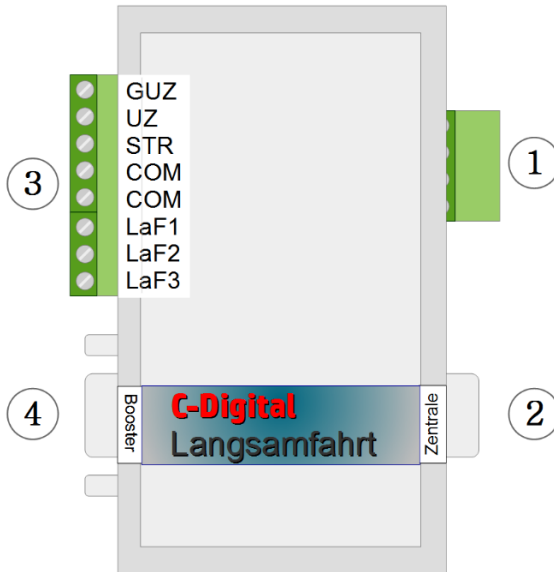 GUZ
UZ
STR
COM
COM
LaF1
LaF2
LaF3
1
3
4
Booster
C-Digital
Langsamfahrt
Zentrale
2